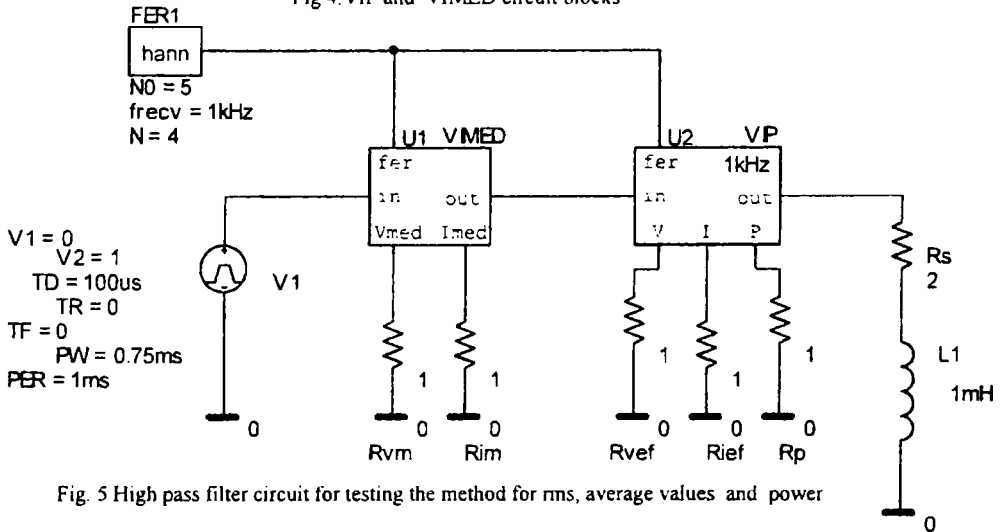 Fig 4. VIP and VIMED circuit blocks
FER1
hann
N0 = 5
frecv = 1kHz
N = 4
U1 VIMED
fer
in out
Vmed Imed
U2 VIP
fer 1kHz
in out
V I P
Rs
2
L1
1mH
0
V1 = 0
V2 = 1
TD = 100us
TR = 0
TF = 0
PW = 0.75ms
PER = 1ms
V1
0
1
0
Rvm
1
0
Rim
1
0
Rvef
1
0
Rief
1
0
Rp
Fig. 5 High pass filter circuit for testing the method for rms, average values and power